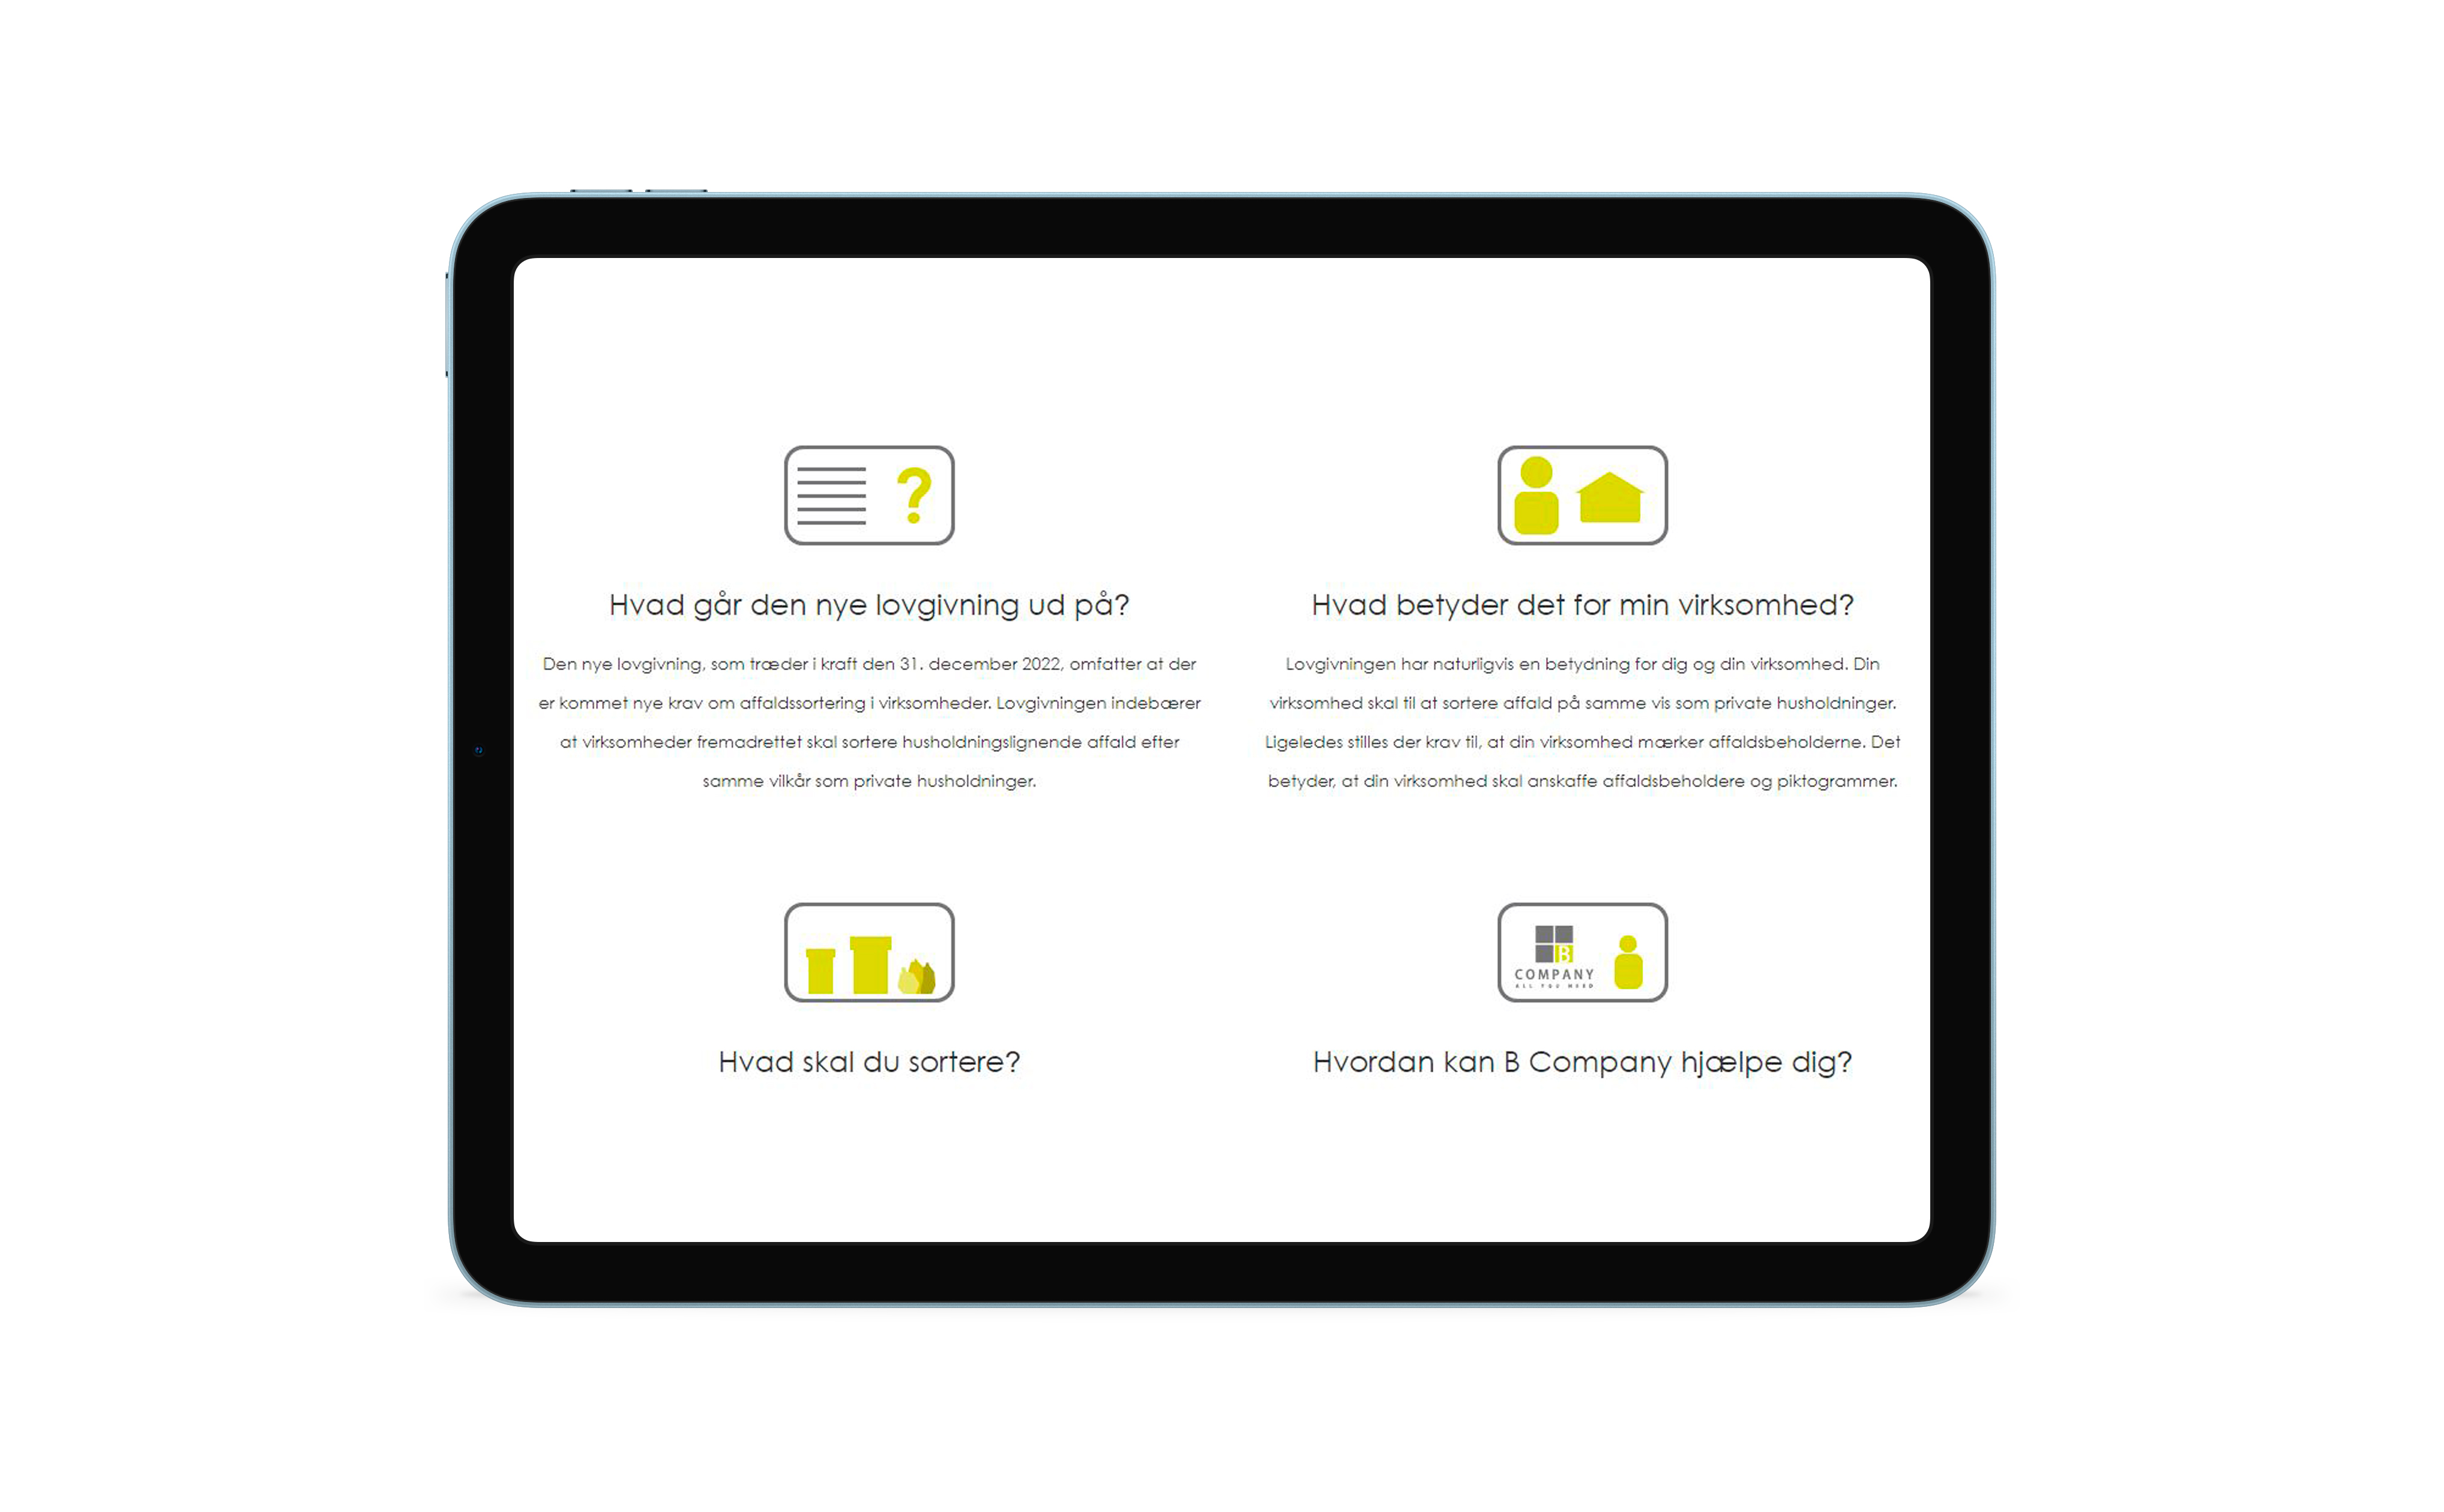 ?
Hvad går den nye lovgivning ud på?
Den nye lovgivning, som træder i kraft den 31. december 2022, omfatter at der
er kommet nye krav om affaldssortering i virksomheder. Lovgivningen indebærer
at virksomheder fremadrettet skal sortere husholdningslignende affald efter
samme vilkår som private husholdninger.
Hvad betyder det for min virksomhed?
Lovgivningen har naturligvis en betydning for dig og din virksomhed. Din
virksomhed skal til at sortere affald på samme vis som private husholdninger.
Ligeledes stilles der krav til, at din virksomhed mærker affaldsbeholderne. Det
betyder, at din virksomhed skal anskaffe affaldsbeholdere og piktogrammer.
Hvad skal du sortere?
B
COMPANY
ALL YOU NEED
Hvordan kan B Company hjælpe dig?